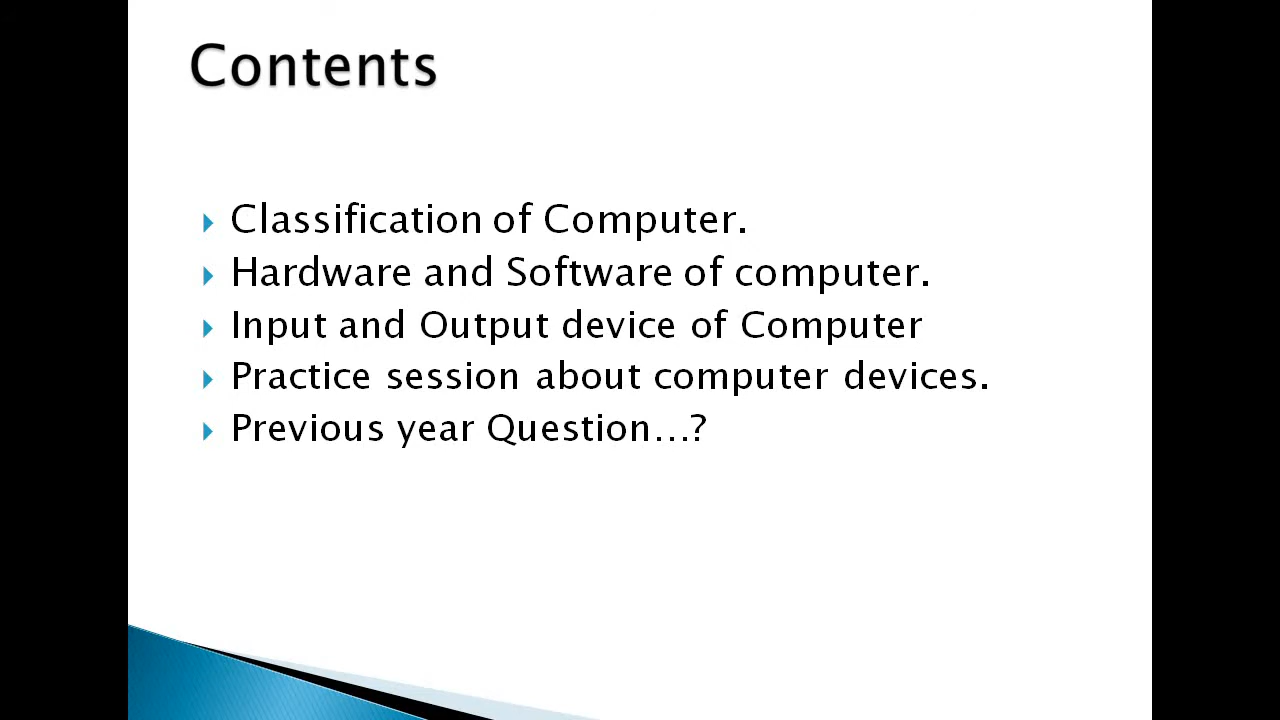 Contents
Classification of Computer.
Hardware and Software of computer.
Input and Output device of Computer
Practice session about computer devices.
Previous year Question...?